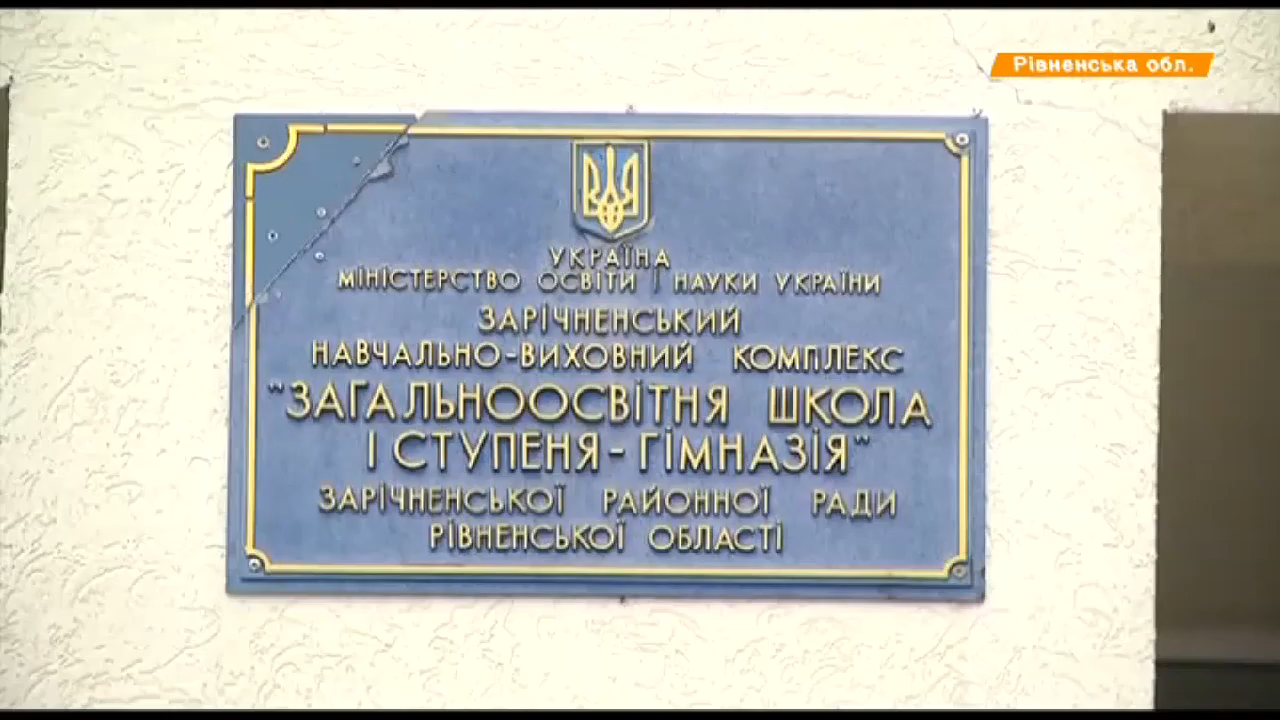 Рівненська обл.
УКРАЇНА
МІНІСТЕРСТВО ОСВІТИ І НАУКИ УКРАЇНИ
ЗАРІЧНЕНСЬКИЙ
НАВЧАЛЬНО-ВИХОВНИЙ КОМПЛЕКС
"ЗАГАЛЬНООСВІТНЯ ШКОЛА
І СТУПЕНЯ-ГІМНАЗІЯ"
ЗАРІЧНЕНСЬКОЇ РАЙОННОЇ РАДИ
РІВНЕНСЬКОЇ ОБЛАСТІ